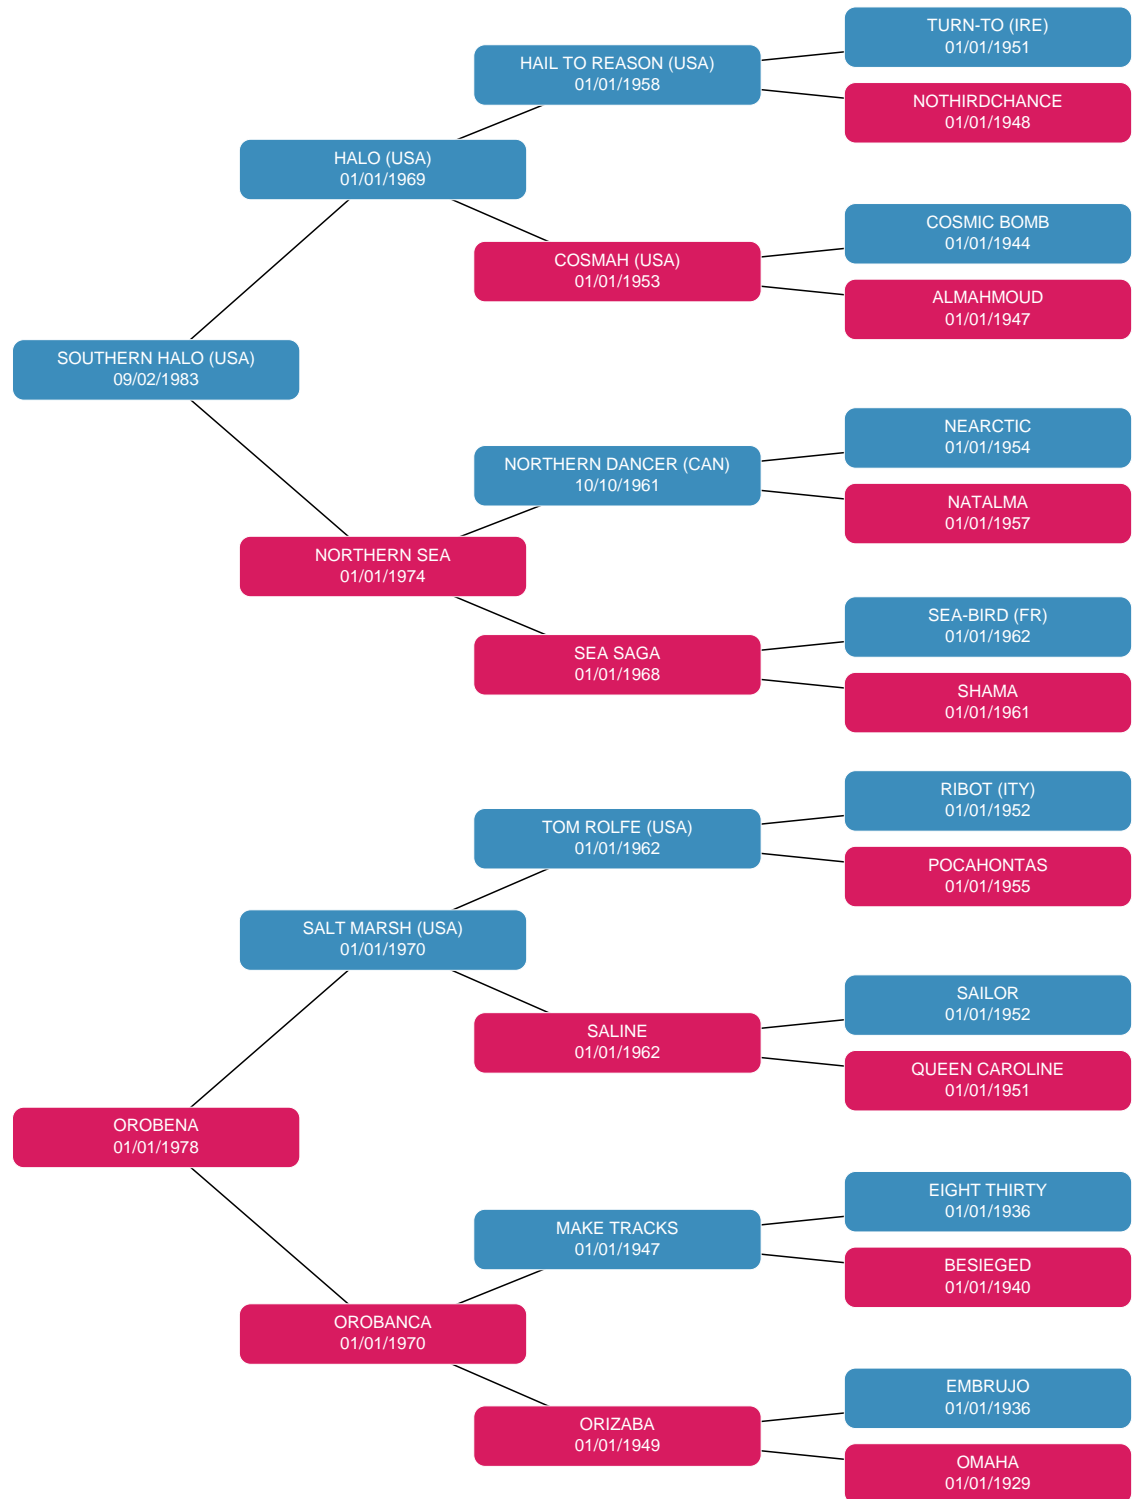 TURN-TO (IRE)
01/01/1951
HAIL TO REASON (USA)
01/01/1958
NOTHIRDCHANCE
01/01/1948
HALO (USA)
01/01/1969
COSMIC BOMB
01/01/1944
COSMAH (USA)
01/01/1953
ALMAHMOUD
01/01/1947
SOUTHERN HALO (USA)
09/02/1983
NEARCTIC
01/01/1954
NORTHERN DANCER (CAN)
10/10/1961
NATALMA
01/01/1957
NORTHERN SEA
01/01/1974
SEA-BIRD (FR)
01/01/1962
SEA SAGA
01/01/1968
SHAMA
01/01/1961
RIBOT (ITY)
01/01/1952
TOM ROLFE (USA)
01/01/1962
POCAHONTAS
01/01/1955
SALT MARSH (USA)
01/01/1970
SAILOR
01/01/1952
SALINE
01/01/1962
QUEEN CAROLINE
01/01/1951
OROBENA
01/01/1978
EIGHT THIRTY
01/01/1936
MAKE TRACKS
01/01/1947
BESIEGED
01/01/1940
OROBANCA
01/01/1970
EMBRUJO
01/01/1936
ORIZABA
01/01/1949
OMAHA
01/01/1929